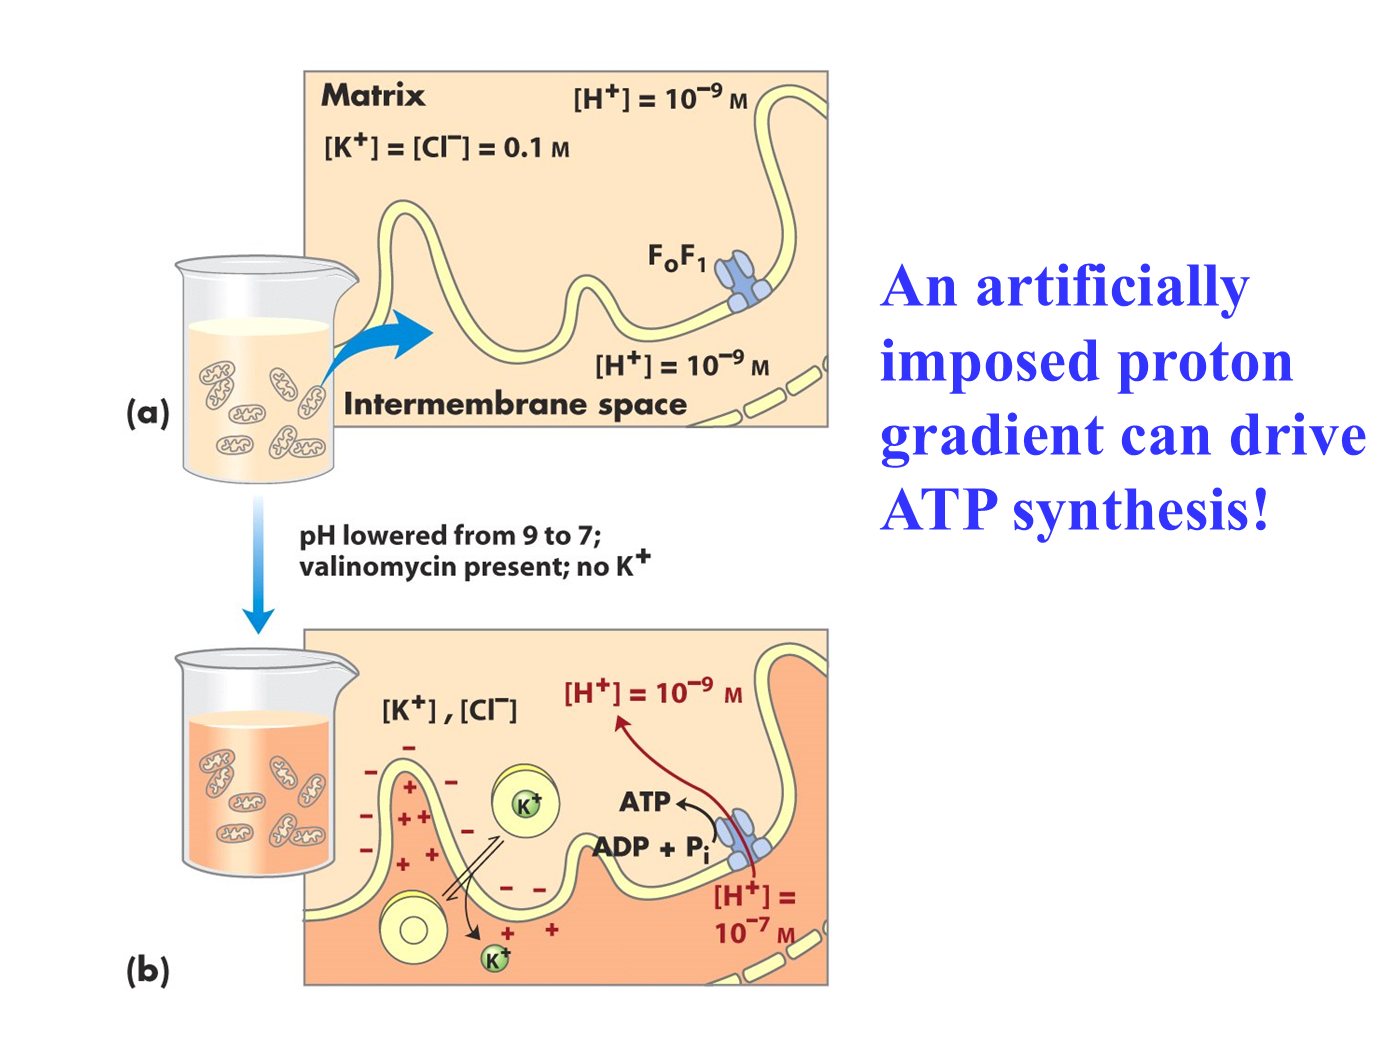 Matrix
[H⁺] = 10⁻⁹ M
[K⁺] = [Cl⁻] = 0.1 M
FₒF₁
[H⁺] = 10⁻⁹ M
Intermembrane space
(a)
An artificially
imposed proton
gradient can drive
ATP synthesis!
pH lowered from 9 to 7;
valinomycin present; no K⁺
[H⁺] = 10⁻⁹ M
[K⁺] , [Cl⁻]
K⁺
ATP
ADP + Pᵢ
[H⁺] =
10⁻⁷ M
K⁺
(b)